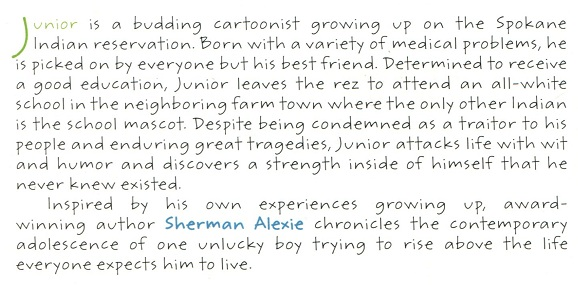 Junior is a budding cartoonist growing up on the Spokane
Indian reservation. Born with a variety of medical problems, he
is picked on by everyone but his best friend. Determined to receive
a good education, Junior leaves the rez to attend an all-white
school in the neighboring farm town where the only other Indian
is the school mascot. Despite being condemned as a traitor to his
people and enduring great tragedies, Junior attacks life with wit
and humor and discovers a strength inside of himself that he
never knew existed.
Inspired by his own experiences growing up, award-
winning author Sherman Alexie chronicles the contemporary
adolescence of one unlucky boy trying to rise above the life
everyone expects him to live.